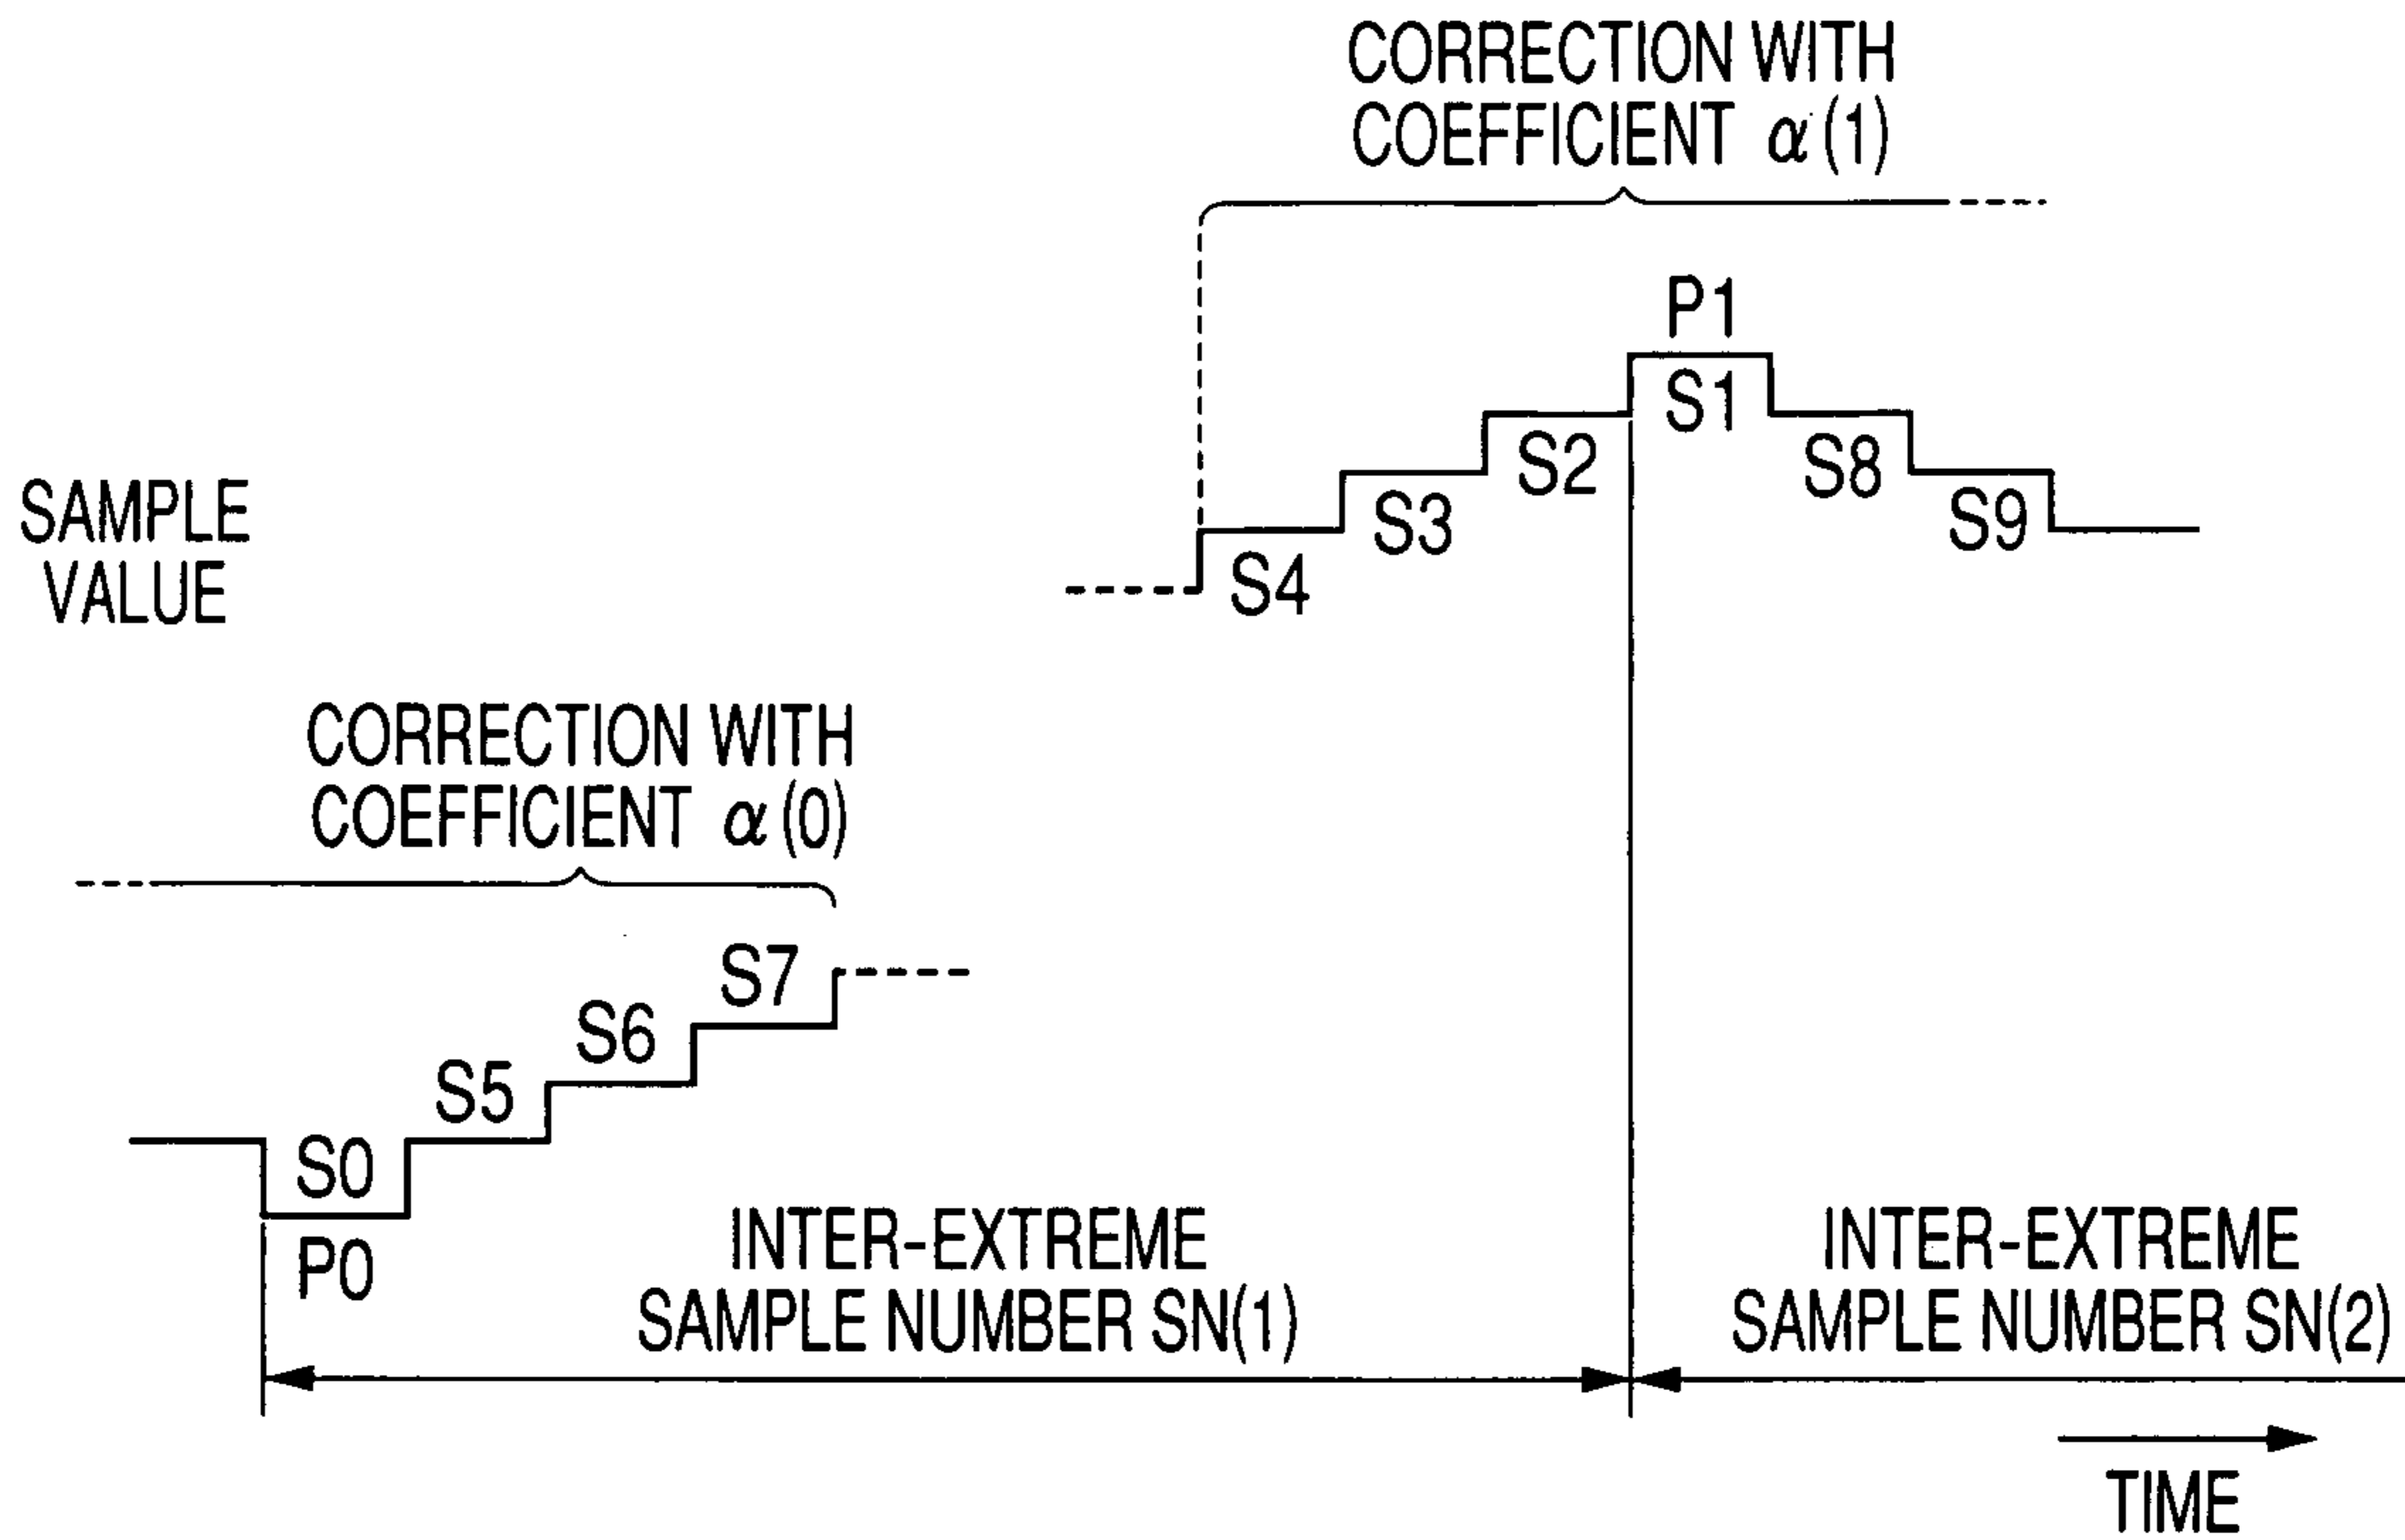 CORRECTION WITH
COEFFICIENT α(1)
P1
S1
S2
S8
S3
S9
S4
SAMPLE
VALUE
CORRECTION WITH
COEFFICIENT α(0)
S7
S6
S5
S0
P0
INTER-EXTREME
SAMPLE NUMBER SN(1)
INTER-EXTREME
SAMPLE NUMBER SN(2)
TIME